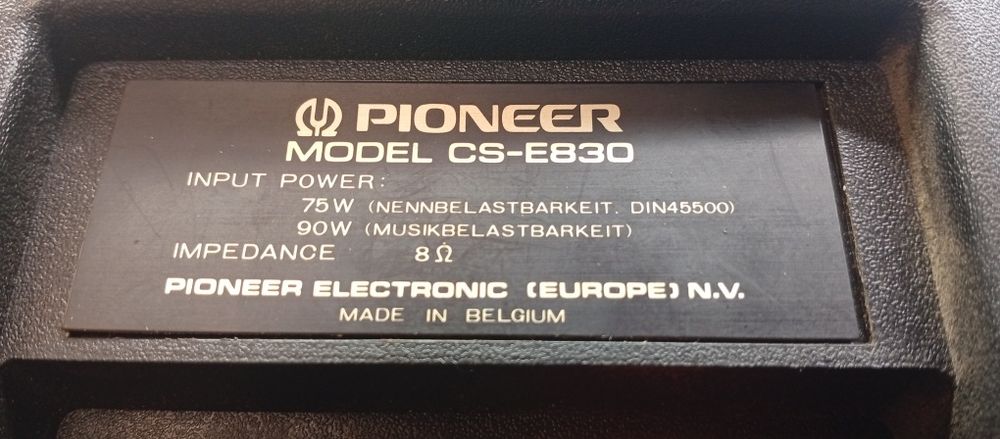 PIONEER
MODEL CS-E830
INPUT POWER:
75W (NENNBELASTBARKEIT. DIN45500)
90W (MUSIKBELASTBARKEIT)
IMPEDANCE 8Ω
PIONEER ELECTRONIC (EUROPE) N.V.
MADE IN BELGIUM